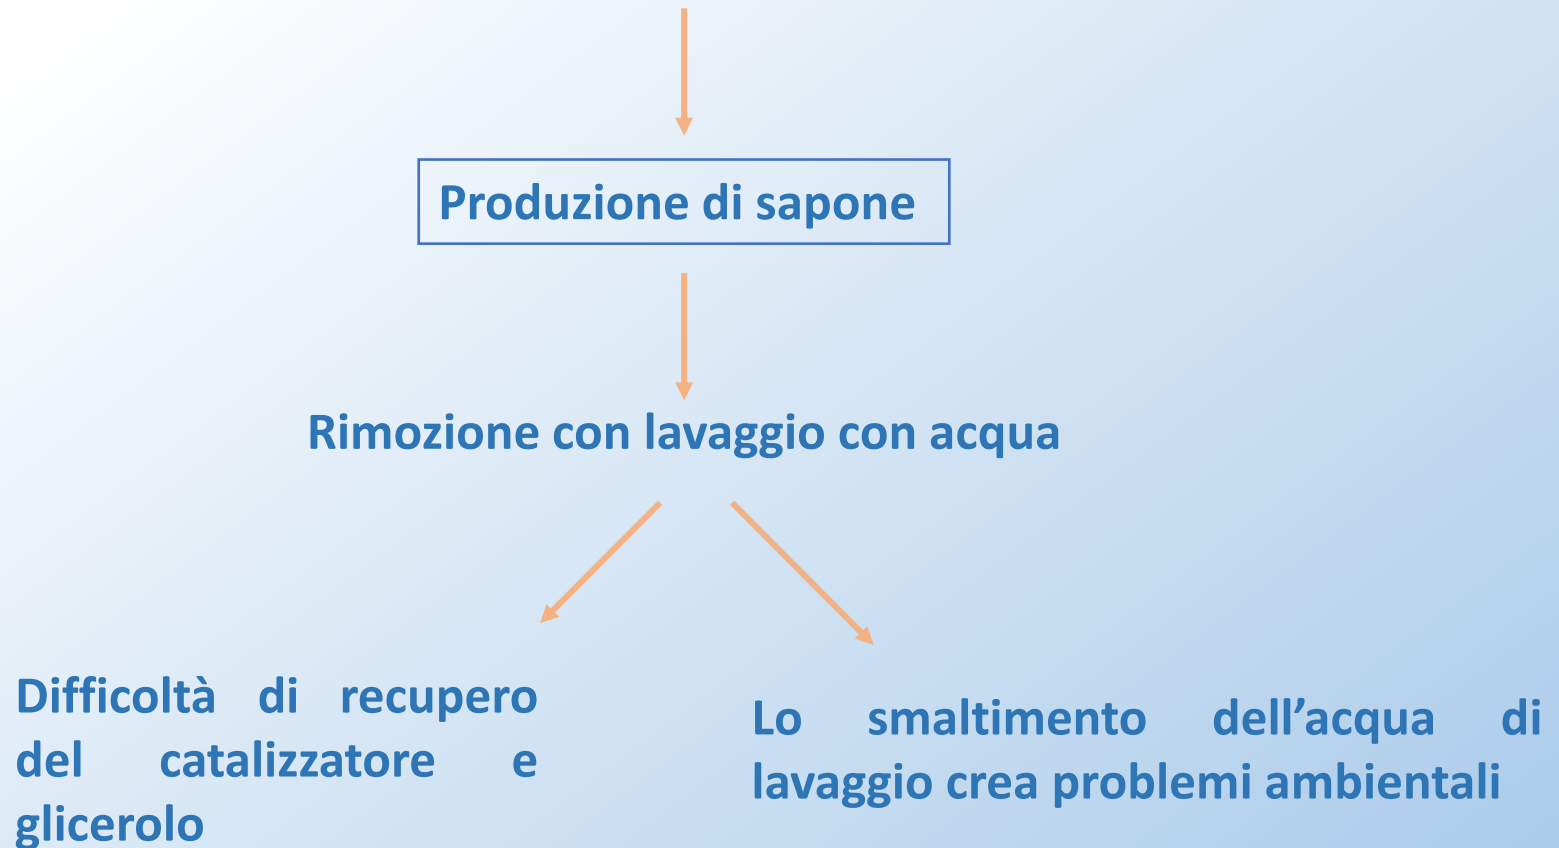 Produzione di sapone
Rimozione con lavaggio con acqua
Difficoltà di recupero
del catalizzatore e
glicerolo
Lo smaltimento dell’acqua di
lavaggio crea problemi ambientali